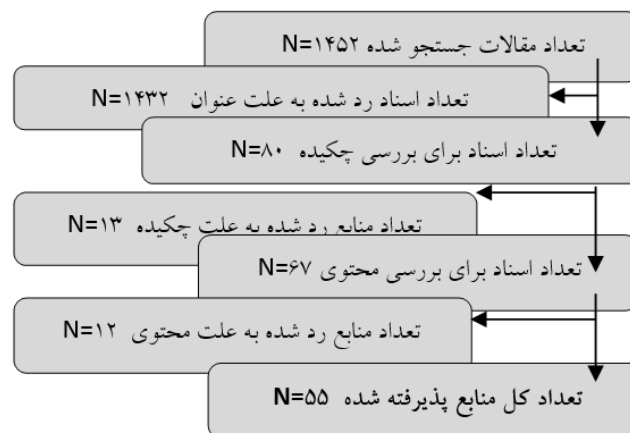 تعداد مقالات جستجو شده N=۱۴۵۲
تعداد اسناد رد شده به علت عنوان N=۱۴۳۲
تعداد اسناد برای بررسی چکیده N=۸۰
تعداد منابع رد شده به علت چکیده N=۱۳
تعداد اسناد برای بررسی محتوی N=۶۷
تعداد منابع رد شده به علت محتوی N=۱۲
تعداد کل منابع پذیرفته شده N=۵۵